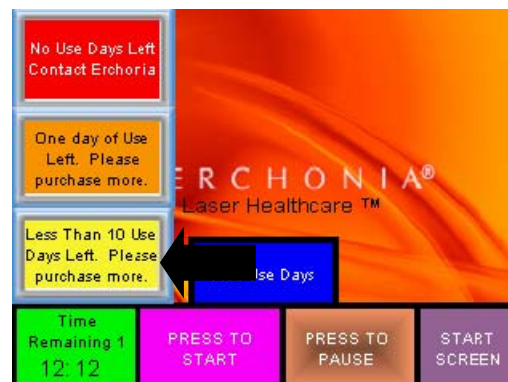 No Use Days Left
Contact Erchoria
One day of Use
Left. Please
purchase more.
ERCHONIA®
Laser Healthcare ™
Less Than 10 Use
Days Left. Please
purchase more.
Use Days
Time
Remaining 1
12:12
PRESS TO
START
PRESS TO
PAUSE
START
SCREEN